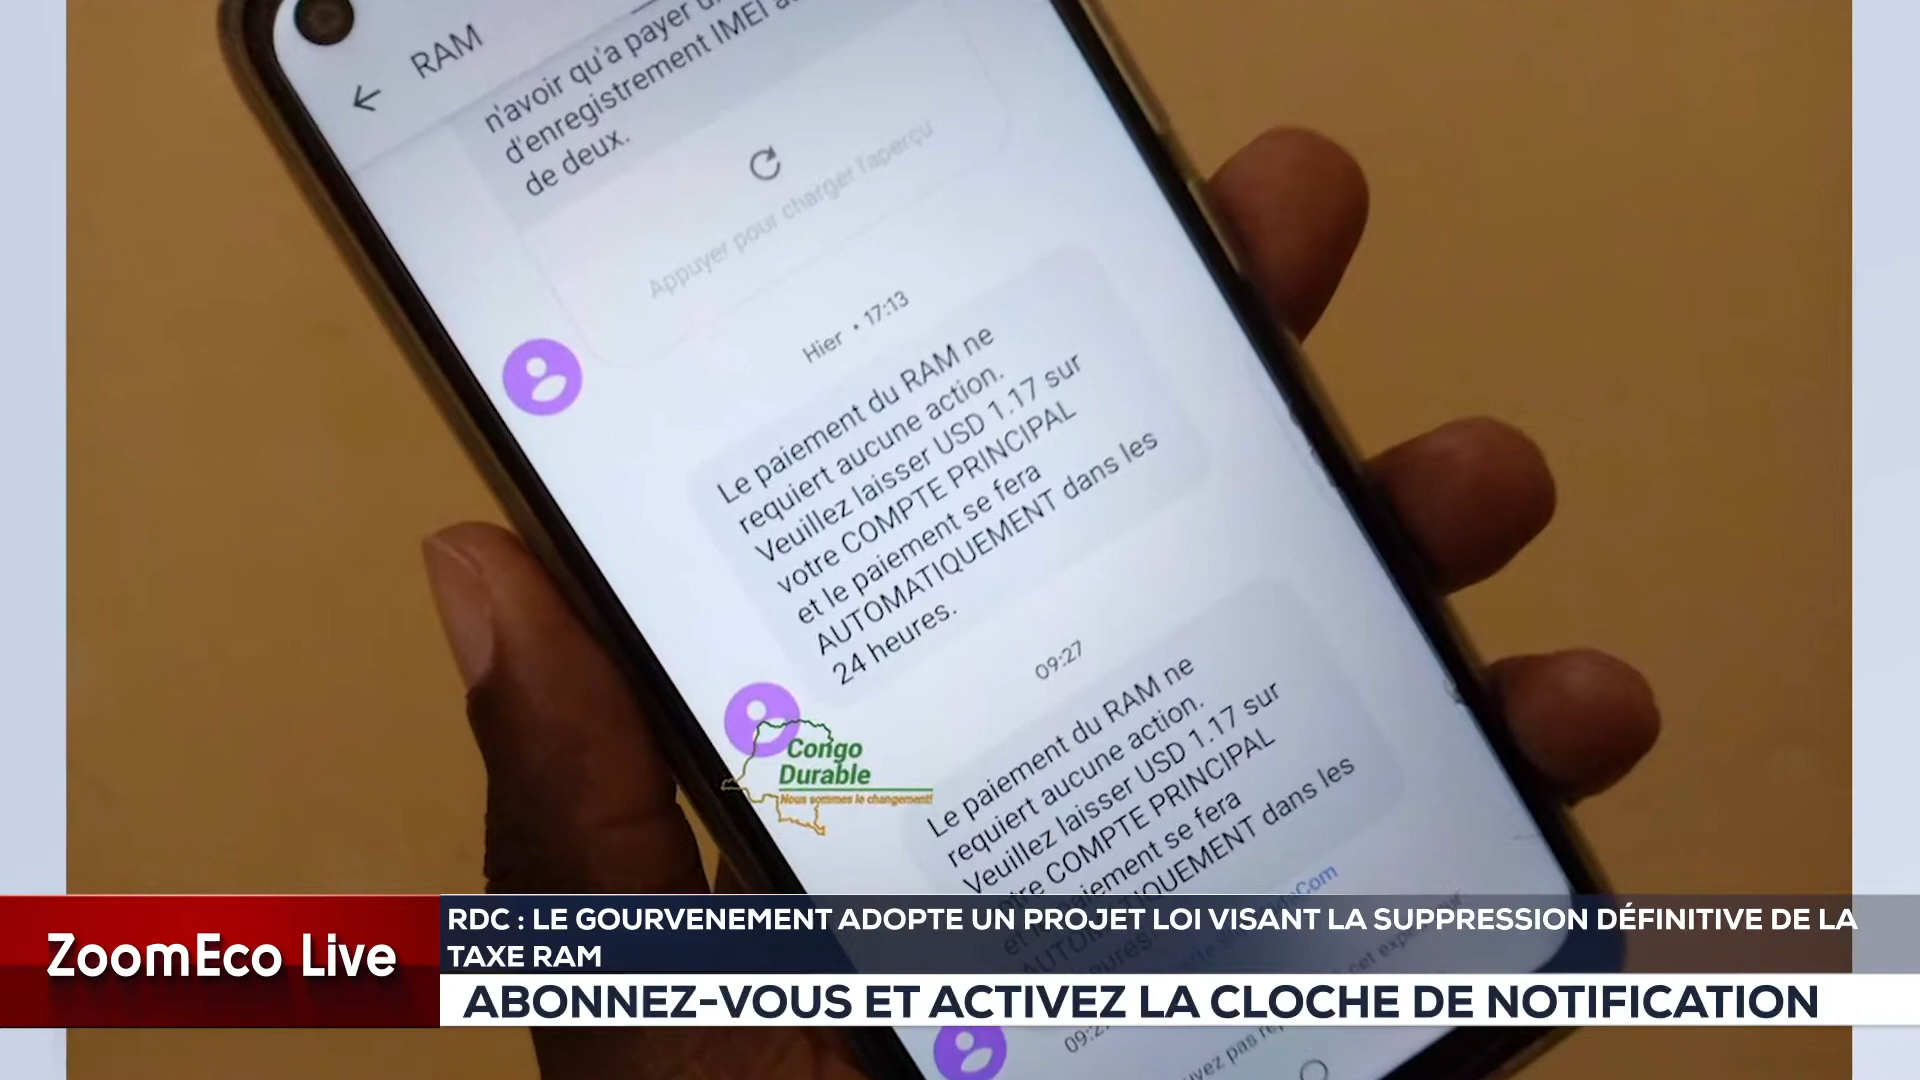 RAM
n'avoir qu'a payer
d'enregistrement IMEI
de deux.
Appuyer pour charger l'aperçu
Hier • 17:13
Le paiement du RAM ne
requiert aucune action.
Veuillez laisser USD 1.17 sur
votre COMPTE PRINCIPAL
et le paiement se fera
AUTOMATIQUEMENT dans les
24 heures.
09:27
Le paiement du RAM ne
requiert aucune action.
Veuillez laisser USD 1.17 sur
COMPTE PRINCIPAL
paiement se fera
dans les
Congo
Durable
Nous sommes le changement!
ZoomEco Live
RDC : LE GOURVENEMENT ADOPTE UN PROJET LOI VISANT LA SUPPRESSION DÉFINITIVE DE LA
TAXE RAM
ABONNEZ-VOUS ET ACTIVEZ LA CLOCHE DE NOTIFICATION